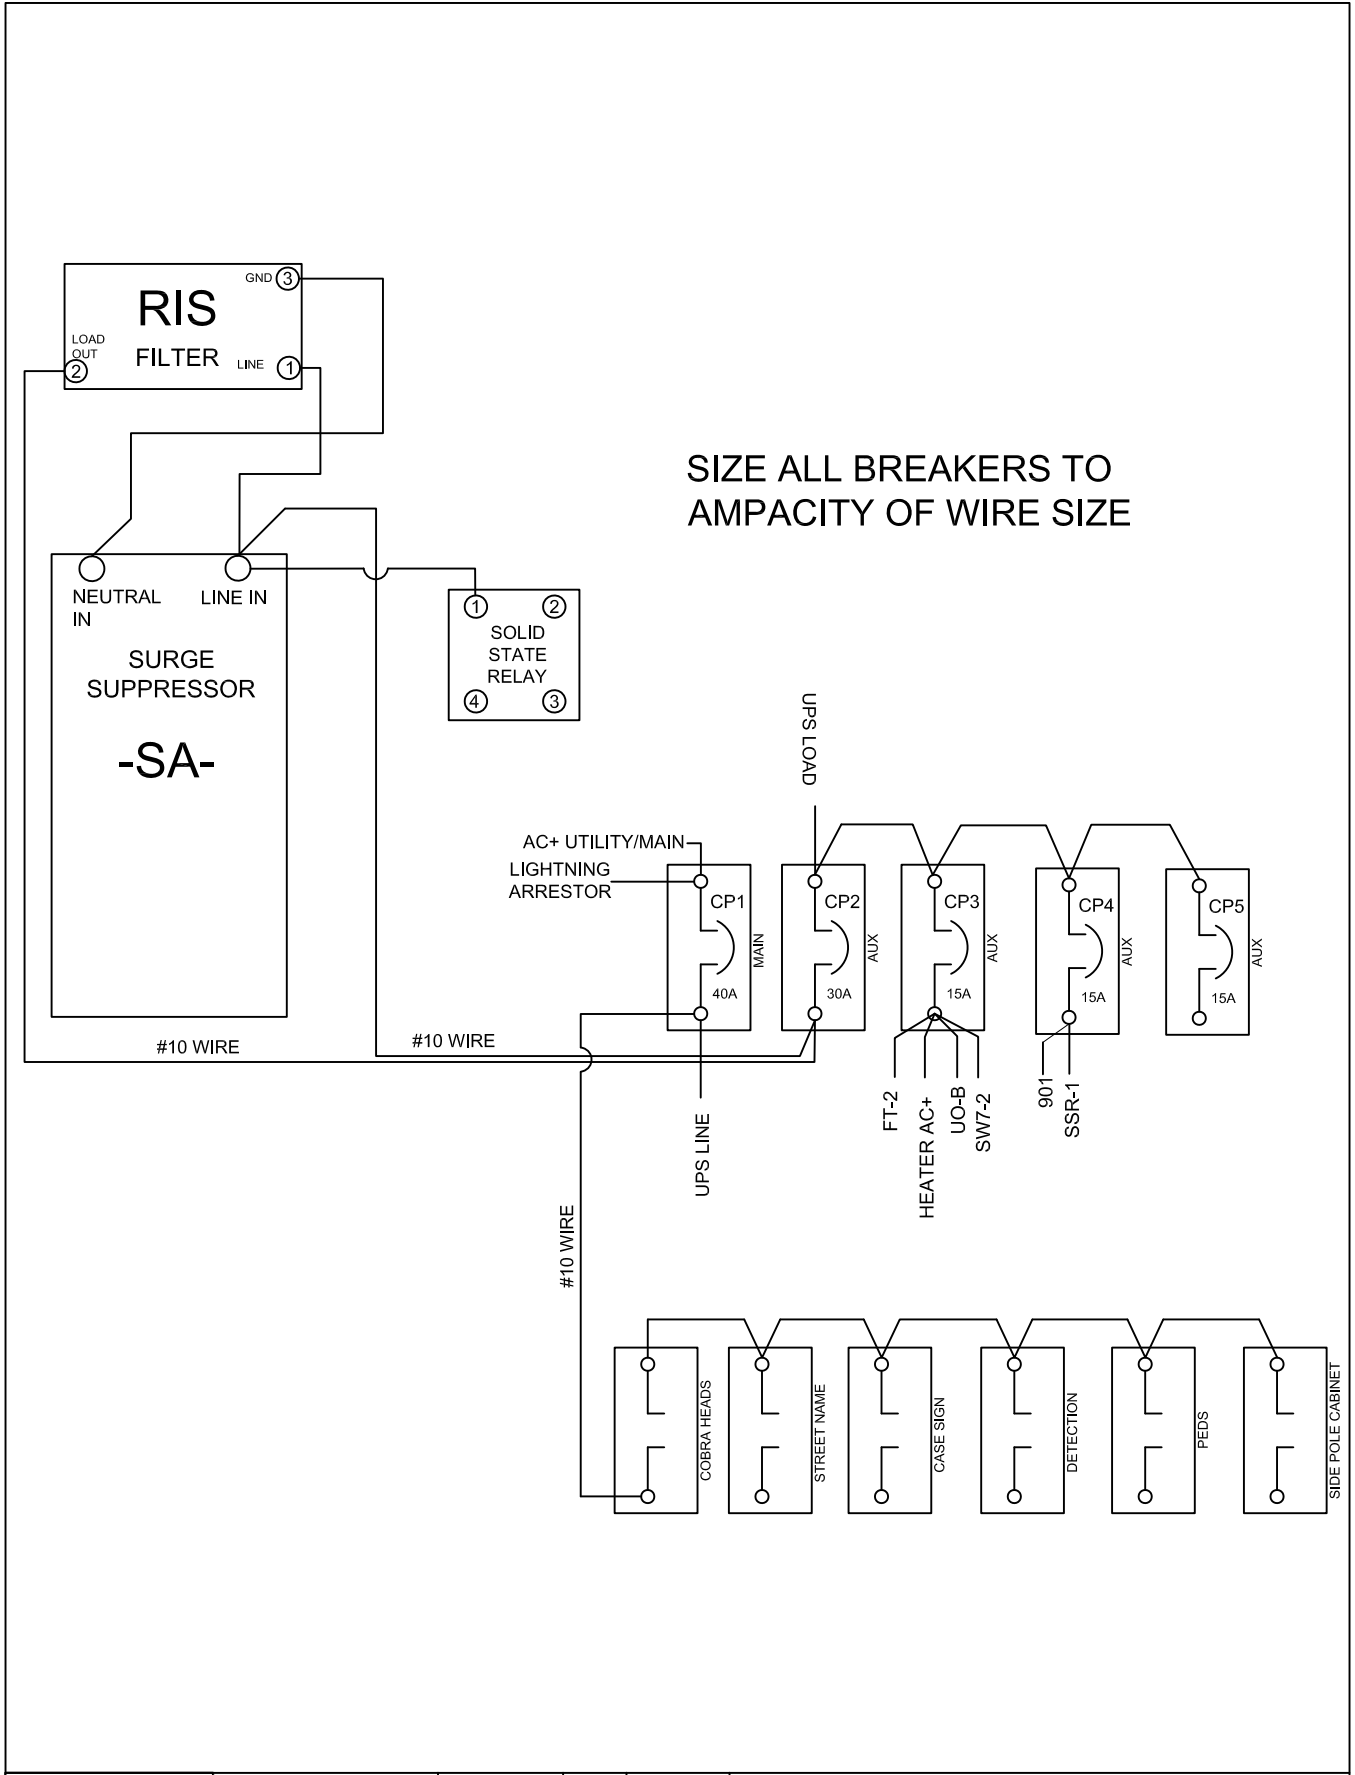 GND 3
RIS
FILTER
LOAD
OUT
2
LINE 1
SIZE ALL BREAKERS TO
AMPACITY OF WIRE SIZE
NEUTRAL
IN
LINE IN
SURGE
SUPPRESSOR
-SA-
1 2
SOLID
STATE
RELAY
4 3
UPS LOAD
AC+ UTILITY/MAIN
LIGHTNING
ARRESTOR
CP1
MAIN
40A
CP2
AUX
30A
CP3
AUX
15A
CP4
AUX
15A
CP5
AUX
15A
#10 WIRE
#10 WIRE
UPS LINE
FT-2
HEATER AC+
UO-B
SW7-2
901
SSR-1
#10 WIRE
COBRA HEADS
STREET NAME
CASE SIGN
DETECTION
PEDS
SIDE POLE CABINET